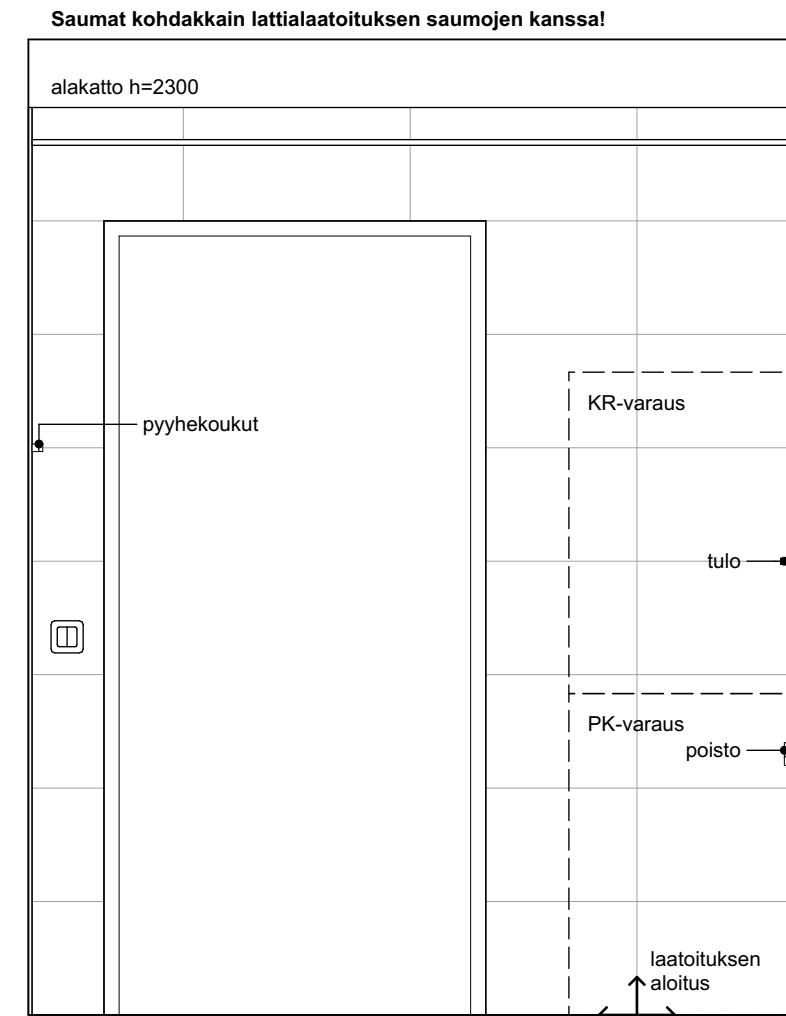 Saumat kohdakkain lattialaatoituksen saumojen kanssa!
alakatto h=2300
KR-varaus
pyyhekoukut
tulo
PK-varaus
poisto
laatoituksen
aloitus